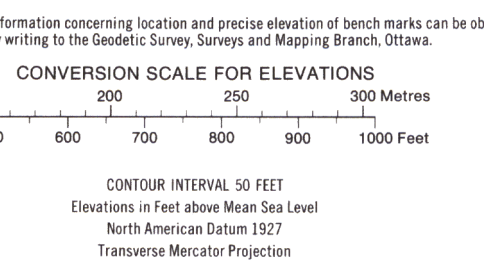 formation concerning location and precise elevation of bench marks can be ob
writing to the Geodetic Survey, Surveys and Mapping Branch, Ottawa.
CONVERSION SCALE FOR ELEVATIONS
200 250 300 Metres
0 600 700 800 900 1000 Feet
CONTOUR INTERVAL 50 FEET
Elevations in Feet above Mean Sea Level
North American Datum 1927
Transverse Mercator Projection